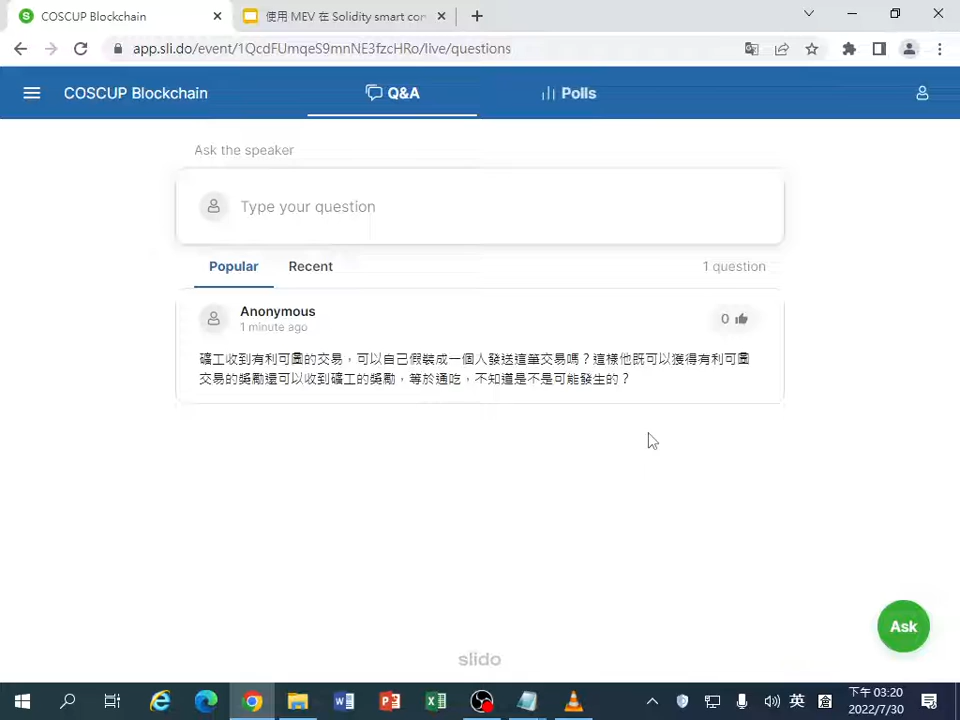 COSCUP Blockchain
使用 MEV 在 Solidity smart con
app.sli.do/event/1QcdFUmqeS9mnNE3fzcHRo/live/questions
COSCUP Blockchain
Q&A
Polls
Ask the speaker
Type your question
Popular
Recent
1 question
Anonymous
1 minute ago
0
礦工收到有利可圖的交易，可以自己假裝成一個人發送這筆交易嗎？這樣他既可以獲得有利可圖
交易的獎勵還可以收到礦工的獎勵，等於通吃，不知道是不是可能發生的？
Ask
slido
英
下午 03:20
2022/7/30